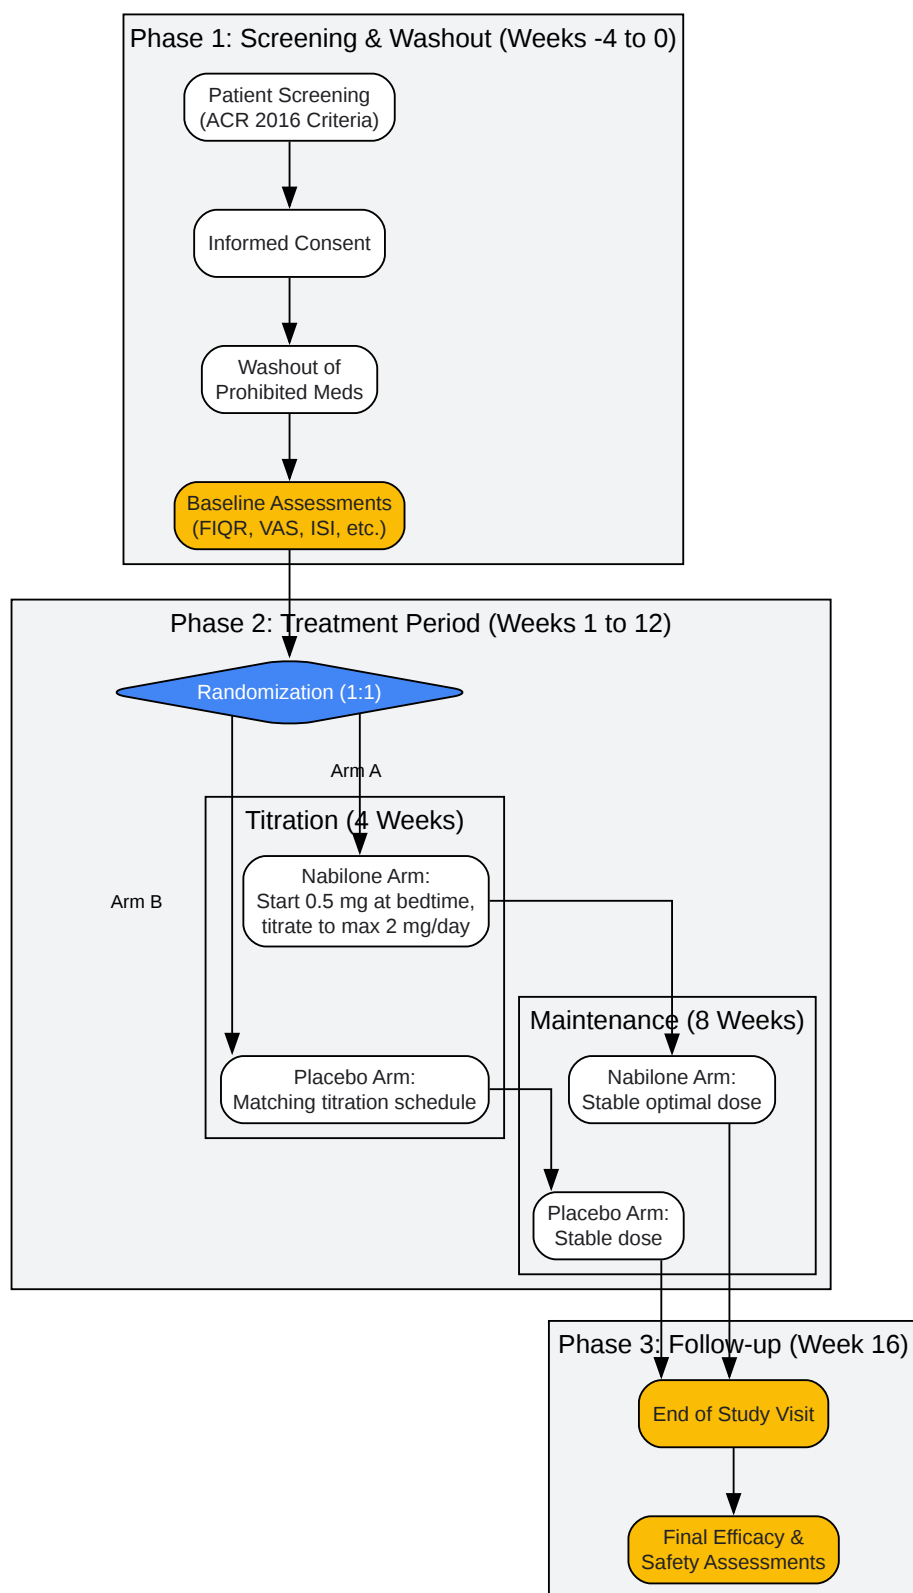 Phase 1: Screening & Washout (Weeks -4 to 0)
Patient Screening
(ACR 2016 Criteria)
Informed Consent
Washout of
Prohibited Meds
Baseline Assessments
(FIQR, VAS, ISI, etc.)
Phase 2: Treatment Period (Weeks 1 to 12)
Randomization (1:1)
Arm A
Titration (4 Weeks)
Nabilone Arm:
Start 0.5 mg at bedtime,
titrate to max 2 mg/day
Arm B
Maintenance (8 Weeks)
Placebo Arm:
Matching titration schedule
Nabilone Arm:
Stable optimal dose
Placebo Arm:
Stable dose
Phase 3: Follow-up (Week 16)
End of Study Visit
Final Efficacy &
Safety Assessments